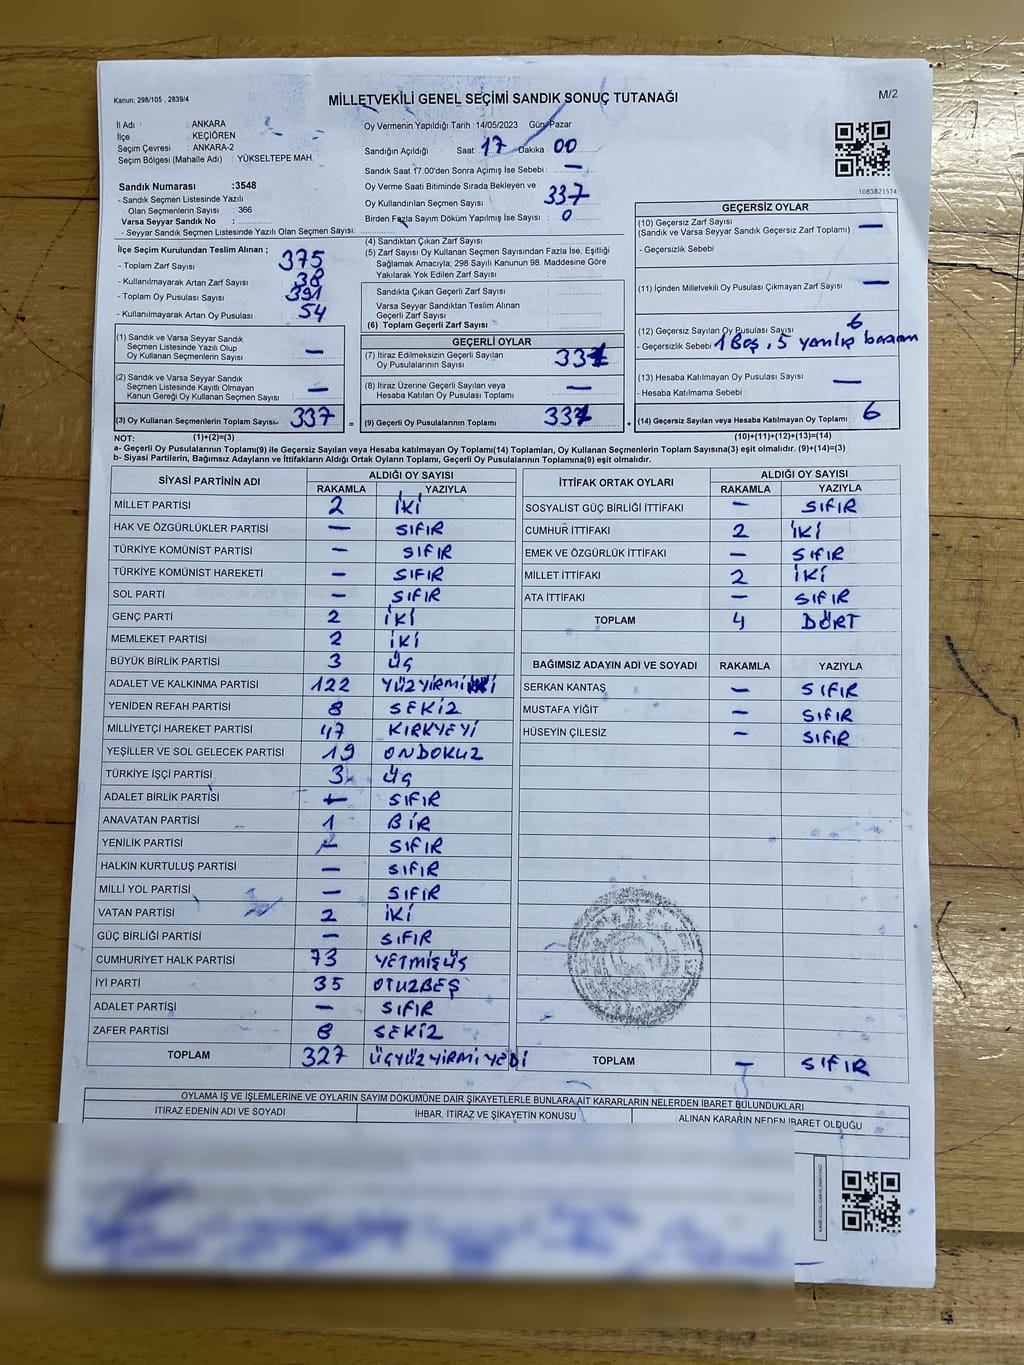 Kanun: 298/105 , 2839/4
MİLLETVEKİLİ GENEL SEÇİMİ SANDIK SONUÇ TUTANAĞI
M/2
İl Adı : ANKARA
İlçe : KEÇİÖREN
Seçim Çevresi : ANKARA-2
Seçim Bölgesi (Mahalle Adı) : YÜKSELTEPE MAH.
Sandık Numarası :3548
- Sandık Seçmen Listesinde Yazılı
Olan Seçmenlerin Sayısı : 366
Varsa Seyyar Sandık No :
- Seyyar Sandık Seçmen Listesinde Yazılı Olan Seçmen Sayısı:
Oy Vermenin Yapıldığı Tarih :14/05/2023 Gün Pazar
Sandığın Açıldığı Saat 17 Dakika 00
Sandık Saat 17.00'den Sonra Açımış İse Sebebi : —
Oy Verme Saati Bitiminde Sırada Bekleyen ve
Oy Kullandırılan Seçmen Sayısı 337
Birden Fazla Sayım Döküm Yapılmış İse Sayısı : 0
1083821574
İlçe Seçim Kurulundan Teslim Alınan ;
- Toplam Zarf Sayısı 375
- Kullanılmayarak Artan Zarf Sayısı 38
- Toplam Oy Pusulası Sayısı 391
- Kullanılmayarak Artan Oy Pusulası 54
(1) Sandık ve Varsa Seyyar Sandık
Seçmen Listesinde Yazılı Olup
Oy Kullanan Seçmenlerin Sayısı —
(2) Sandık ve Varsa Seyyar Sandık
Seçmen Listesinde Kayıtlı Olmayan
Kanun Gereği Oy Kullanan Seçmen Sayısı —
(3) Oy Kullanan Seçmenlerin Toplam Sayısı 337
(4) Sandıktan Çıkan Zarf Sayısı
(5) Zarf Sayısı Oy Kullanan Seçmen Sayısından Fazla İse, Eşitliği
Sağlamak Amacıyla; 298 Sayılı Kanunun 98. Maddesine Göre
Yakılarak Yok Edilen Zarf Sayısı
Sandıkta Çıkan Geçerli Zarf Sayısı
Varsa Seyyar Sandıktan Teslim Alınan
Geçerli Zarf Sayısı
(6) Toplam Geçerli Zarf Sayısı
GEÇERLİ OYLAR
(7) İtiraz Edilmeksizin Geçerli Sayılan
Oy Pusulalarının Sayısı 331
(8) İtiraz Üzerine Geçerli Sayılan veya
Hesaba Katılan Oy Pusulası Toplamı —
= (9) Geçerli Oy Pusulalarının Toplamı 331
GEÇERSİZ OYLAR
(10) Geçersiz Zarf Sayısı
(Sandık ve Varsa Seyyar Sandık Geçersiz Zarf Toplamı) —
- Geçersizlik Sebebi :
(11) İçinden Milletvekili Oy Pusulası Çıkmayan Zarf Sayısı —
(12) Geçersiz Sayılan Oy Pusulası Sayısı 6
- Geçersizlik Sebebi 1 Boş, 5 yanlış basım
(13) Hesaba Katılmayan Oy Pusulası Sayısı —
- Hesaba Katılmama Sebebi :
+ (14) Geçersiz Sayılan veya Hesaba Katılmayan Oy Toplamı 6
NOT: (1)+(2)=(3) (10)+(11)+(12)+(13)=(14)
a- Geçerli Oy Pusulalarının Toplamı(9) ile Geçersiz Sayılan veya Hesaba Katılmayan Oy Toplamı(14) Toplamları, Oy Kullanan Seçmenlerin Toplam Sayısına(3) eşit olmalıdır. (9)+(14)=(3)
b- Siyasi Partilerin, Bağımsız Adayların ve İttifakların Aldığı Oyların Toplamı, Geçerli Oy Pusulalarının Toplamına(9) eşit olmalıdır.
SİYASİ PARTİNİN ADI ALDIĞI OY SAYISI
RAKAMLA YAZIYLA
MİLLET PARTİSİ 2 İKİ
HAK VE ÖZGÜRLÜKLER PARTİSİ — SIFIR
TÜRKİYE KOMÜNİST PARTİSİ — SIFIR
TÜRKİYE KOMÜNİST HAREKETİ — SIFIR
SOL PARTİ — SIFIR
GENÇ PARTİ 2 İKİ
MEMLEKET PARTİSİ 2 İKİ
BÜYÜK BİRLİK PARTİSİ 3 ÜÇ
ADALET VE KALKINMA PARTİSİ 122 YÜZYİRMİİKİ
YENİDEN REFAH PARTİSİ 8 SEKİZ
MİLLİYETÇİ HAREKET PARTİSİ 47 KIRKYEDİ
YEŞİLLER VE SOL GELECEK PARTİSİ 19 ONDOKUZ
TÜRKİYE İŞÇİ PARTİSİ 3 ÜÇ
ADALET BİRLİK PARTİSİ — SIFIR
ANAVATAN PARTİSİ 1 BİR
YENİLİK PARTİSİ — SIFIR
HALKIN KURTULUŞ PARTİSİ — SIFIR
MİLLİ YOL PARTİSİ — SIFIR
VATAN PARTİSİ 2 İKİ
GÜÇ BİRLİĞİ PARTİSİ — SIFIR
CUMHURİYET HALK PARTİSİ 73 YETMİŞÜÇ
İYİ PARTİ 35 OTUZBEŞ
ADALET PARTİSİ — SIFIR
ZAFER PARTİSİ 8 SEKİZ
TOPLAM 327 ÜÇYÜZYİRMİYEDİ
İTTİFAK ORTAK OYLARI ALDIĞI OY SAYISI
RAKAMLA YAZIYLA
SOSYALİST GÜÇ BİRLİĞİ İTTİFAKI — SIFIR
CUMHUR İTTİFAKI 2 İKİ
EMEK VE ÖZGÜRLÜK İTTİFAKI — SIFIR
MİLLET İTTİFAKI 2 İKİ
ATA İTTİFAKI — SIFIR
TOPLAM 4 DÖRT
BAĞIMSIZ ADAYIN ADI VE SOYADI RAKAMLA YAZIYLA
SERKAN KANTAŞ — SIFIR
MUSTAFA YİĞİT — SIFIR
HÜSEYİN ÇİLESİZ — SIFIR
TOPLAM — SIFIR
OYLAMA İŞ VE İŞLEMLERİNE VE OYLARIN SAYIM DÖKÜMÜNE DAİR ŞİKAYETLERLE BUNLARA AİT KARARLARIN NELERDEN İBARET BULUNDUKLARI
İTİRAZ EDENİN ADI VE SOYADI İHBAR, İTİRAZ VE ŞİKAYETİN KONUSU ALINAN KARARIN NEDEN İBARET OLDUĞU